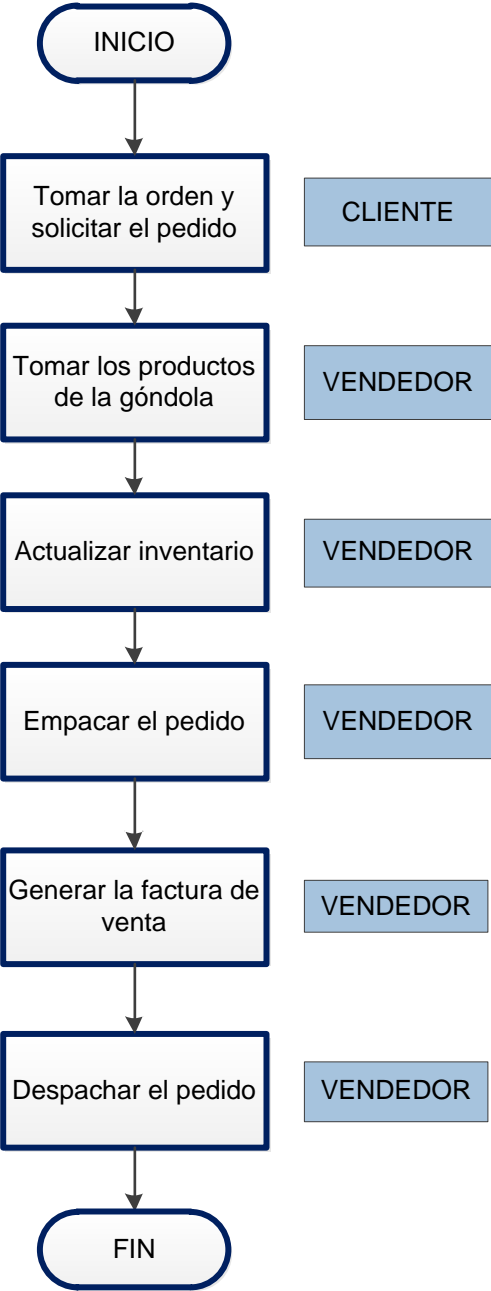 INICIO
Tomar la orden y
solicitar el pedido
CLIENTE
Tomar los productos
de la góndola
VENDEDOR
Actualizar inventario
VENDEDOR
Empacar el pedido
VENDEDOR
Generar la factura de
venta
VENDEDOR
Despachar el pedido
VENDEDOR
FIN